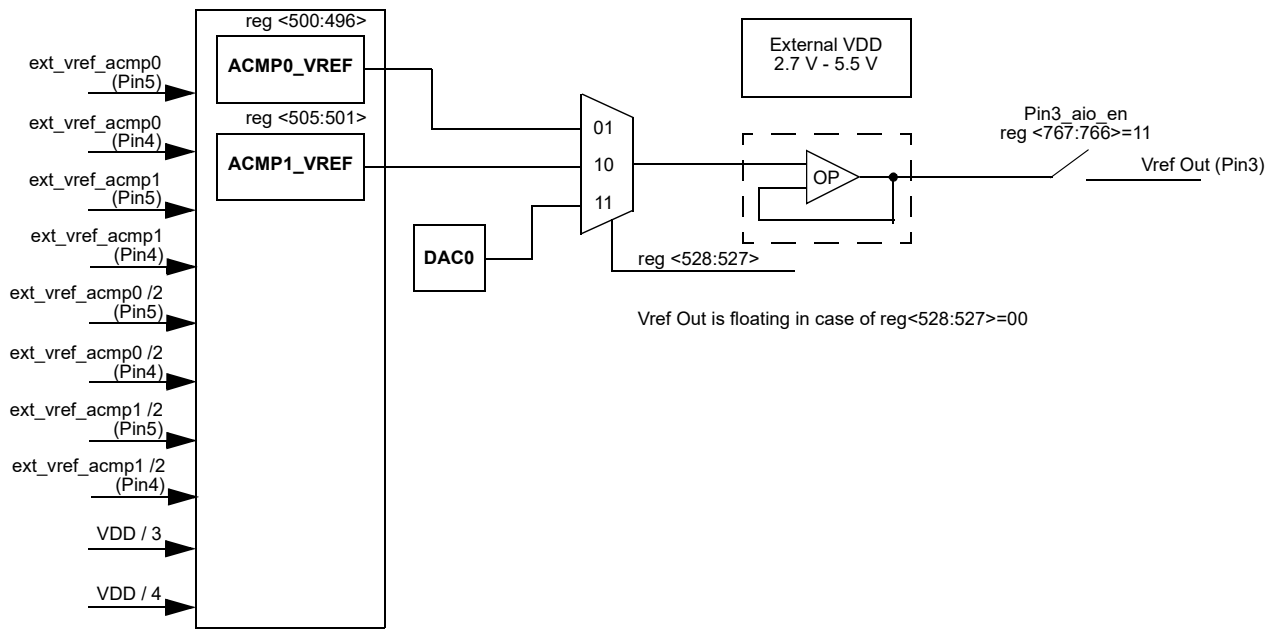 ext_vref_acmp0
(Pin5)
ext_vref_acmp0
(Pin4)
ext_vref_acmp1
(Pin5)
ext_vref_acmp1
(Pin4)
ext_vref_acmp0 /2
(Pin5)
ext_vref_acmp0 /2
(Pin4)
ext_vref_acmp1 /2
(Pin5)
ext_vref_acmp1 /2
(Pin4)
VDD / 3
VDD / 4
reg <500:496>
ACMP0_VREF
reg <505:501>
ACMP1_VREF
DAC0
01
10
11
reg <528:527>
External VDD
2.7 V - 5.5 V
OP
Pin3_aio_en
reg <767:766>=11
Vref Out (Pin3)
Vref Out is floating in case of reg<528:527>=00